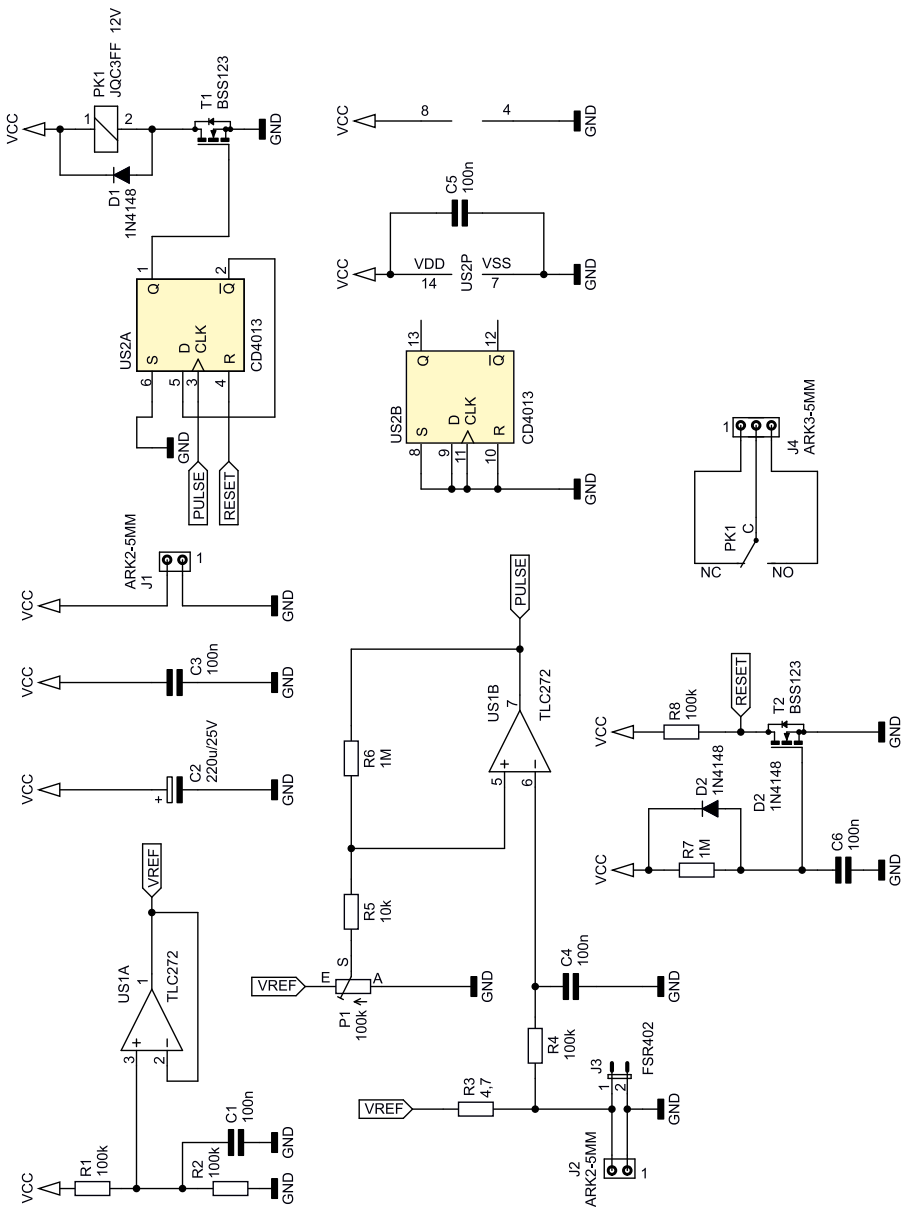 VCC
R1
100k
R2
100k
C1
100n
GND
GND
3
2
+
−
1
US1A
TLC272
VREF
VCC
+
C2
220u/25V
GND
VCC
C3
100n
GND
VCC
ARK2-5MM
J1
1
GND
PULSE
RESET
GND
6
5
3
4
US2A
S
D
CLK
R
Q
Q
CD4013
1
2
VCC
1
2
PK1
JQC3FF 12V
D1
1N4148
T1
BSS123
GND
VREF
E
S
A
P1
100k
GND
R5
10k
R6
1M
5
6
+
−
7
US1B
TLC272
PULSE
VREF
R3
4,7
R4
100k
C4
100n
GND
J2
ARK2-5MM
1
J3
1
2
FSR402
GND
US2B
8
9
11
10
S
D
CLK
R
Q
Q
13
12
CD4013
GND
VCC
VDD
14
US2P
VSS
7
C5
100n
GND
VCC
8
4
GND
VCC
R7
1M
D2
1N4148
D2
1N4148
C6
100n
GND
VCC
R8
100k
RESET
T2
BSS123
GND
NC
NO
PK1
C
1
J4
ARK3-5MM